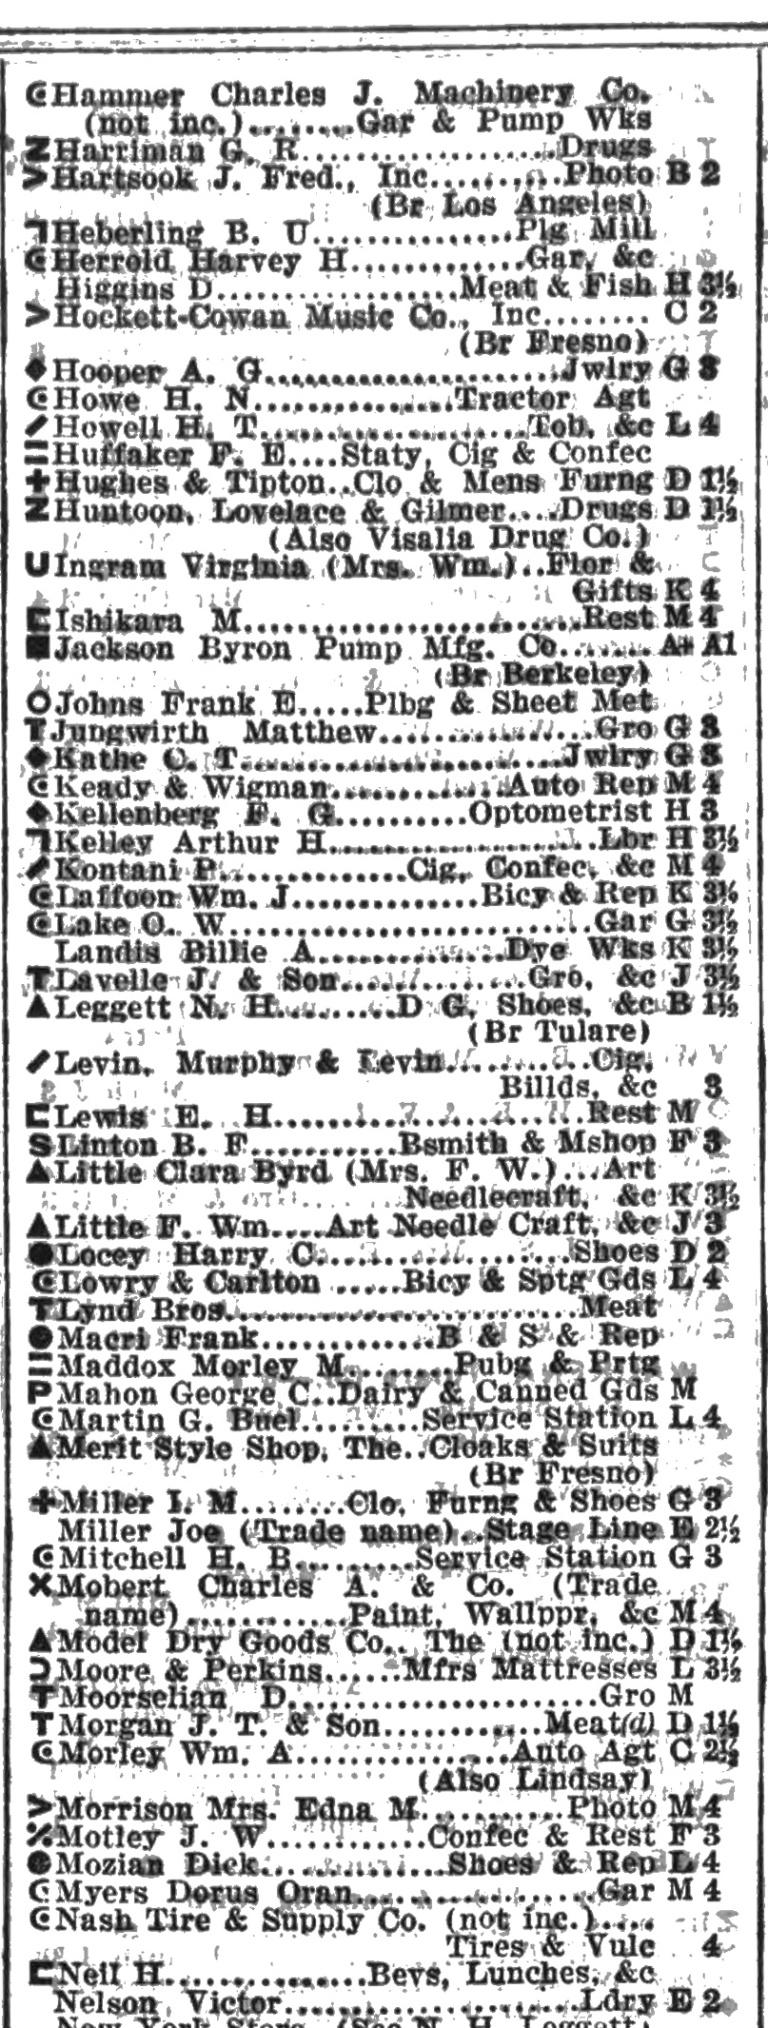 C Hammer Charles J. Machinery Co.
(not inc.)........Gar & Pump Wks
Z Harriman G. R..................Drugs
> Hartsook J. Fred., Inc..........Photo B 2
(Br Los Angeles)
Heberling B. U..............Plg Mill
C Herrold Harvey H............Gar, &c
Higgins D..................Meat & Fish H 3½
> Hockett-Cowan Music Co., Inc........ C 2
(Br Fresno)
◆ Hooper A. G......................Jwlry G 3
C Howe H. N..............Tractor Agt
Howell H. T....................Tob, &c L 4
= Huffaker F. E....Staty, Cig & Confec
+ Hughes & Tipton..Clo & Mens Furng D 1½
Z Huntoon, Lovelace & Gilmer....Drugs D 1½
(Also Visalia Drug Co.)
U Ingram Virginia (Mrs. Wm.)..Flor &
Gifts K 4
⊏ Ishikara M........................Rest M 4
■ Jackson Byron Pump Mfg. Co....... A+ A1
(Br Berkeley)
O Johns Frank E.....Plbg & Sheet Met
T Jungwirth Matthew...............Gro G 3
◆ Kathe C. T.......................Jwlry G 3
C Keady & Wigman............Auto Rep M 4
◆ Kellenberg F. G..........Optometrist H 3
Kelley Arthur H....................Lbr H 3½
Kontani P..............Cig, Confec, &c M 4
C Laffoon Wm. J..............Bicy & Rep K 3½
C Lake O. W..........................Gar G 3½
Landis Billie A..............Dye Wks K 3½
T Lavelle J. & Son..............Gro, &c J 3½
▲ Leggett N. H..........D G, Shoes, &c B 1½
(Br Tulare)
Levin, Murphy & Levin..........Cig,
Billds, &c 3
⊏ Lewis E. H........................Rest M
S Linton B. F...........Bsmith & Mshop F 3
▲ Little Clara Byrd (Mrs. F. W.)...Art
Needlecraft, &c K 3½
▲ Little F. Wm....Art Needle Craft, &c J 3
● Locey Harry C...................Shoes D 2
C Lowry & Carlton .....Bicy & Sptg Gds L 4
T Lynd Bros..........................Meat
● Macri Frank.............B & S & Rep
= Maddox Morley M.........Pubg & Prtg
P Mahon George C..Dairy & Canned Gds M
C Martin G. Buel.........Service Station L 4
▲ Merit Style Shop, The..Cloaks & Suits
(Br Fresno)
+ Miller I. M........Clo, Furng & Shoes G 3
Miller Joe (Trade name)..Stage Line E 2½
C Mitchell H. B..........Service Station G 3
× Mobert Charles A. & Co. (Trade
name)............Paint, Wallppr, &c M 4
▲ Model Dry Goods Co., The (not inc.) D 1½
Moore & Perkins......Mfrs Mattresses L 3½
T Moorselian D........................Gro M
T Morgan J. T. & Son............Meat(d) D 1½
C Morley Wm. A................Auto Agt C 2½
(Also Lindsay)
> Morrison Mrs. Edna M...........Photo M 4
% Motley J. W.............Confec & Rest F 3
● Mozian Dick...............Shoes & Rep L 4
C Myers Dorus Oran..................Gar M 4
C Nash Tire & Supply Co. (not inc.)....
Tires & Vulc 4
⊏ Neil H................Bevs, Lunches, &c
Nelson Victor.....................Ldry E 2
New York Store (See N. H. Leggett)